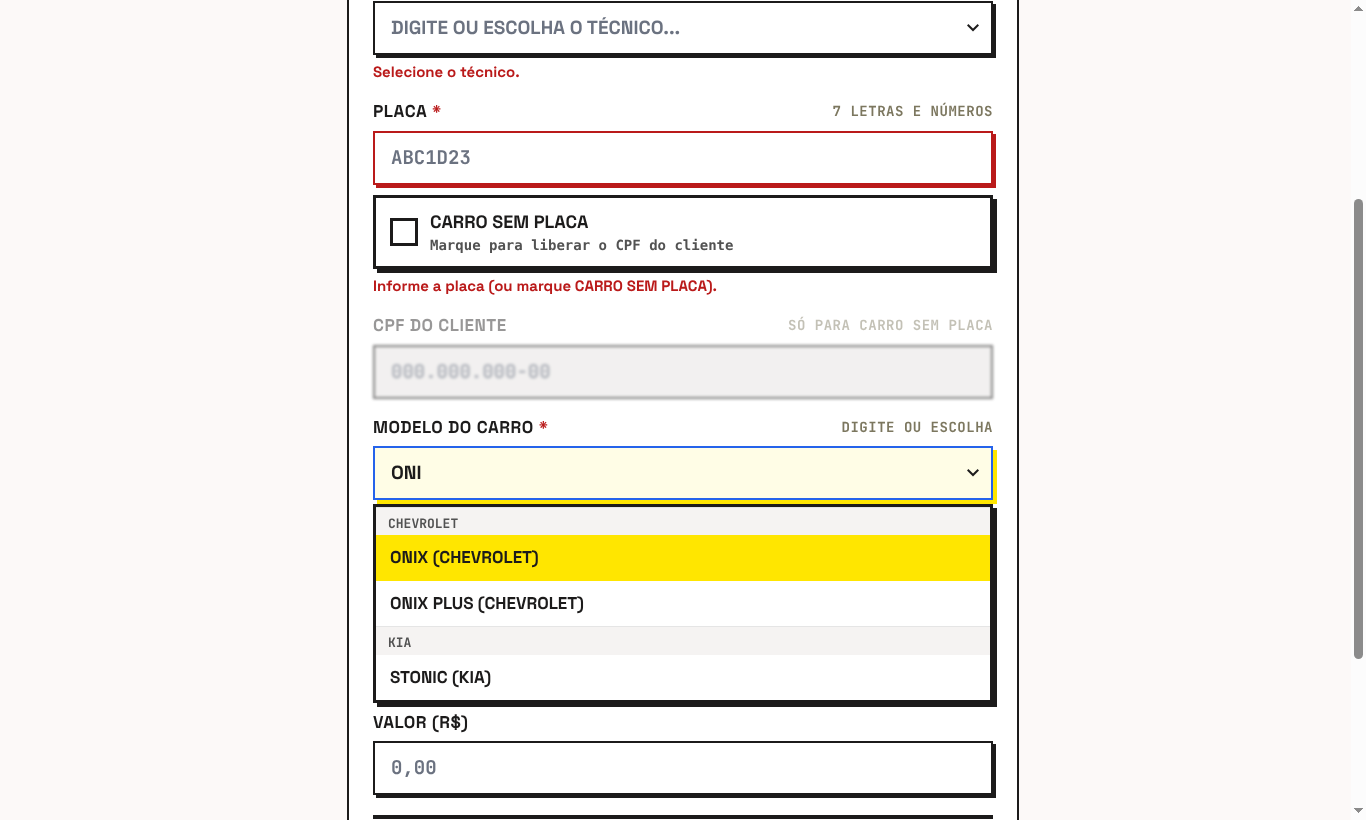 DIGITE OU ESCOLHA O TÉCNICO...
Selecione o técnico.
PLACA *
7 LETRAS E NÚMEROS
ABC1D23
CARRO SEM PLACA
Marque para liberar o CPF do cliente
Informe a placa (ou marque CARRO SEM PLACA).
CPF DO CLIENTE
SÓ PARA CARRO SEM PLACA
000.000.000-00
MODELO DO CARRO *
DIGITE OU ESCOLHA
ONI
CHEVROLET
ONIX (CHEVROLET)
ONIX PLUS (CHEVROLET)
KIA
STONIC (KIA)
VALOR (R$)
0,00